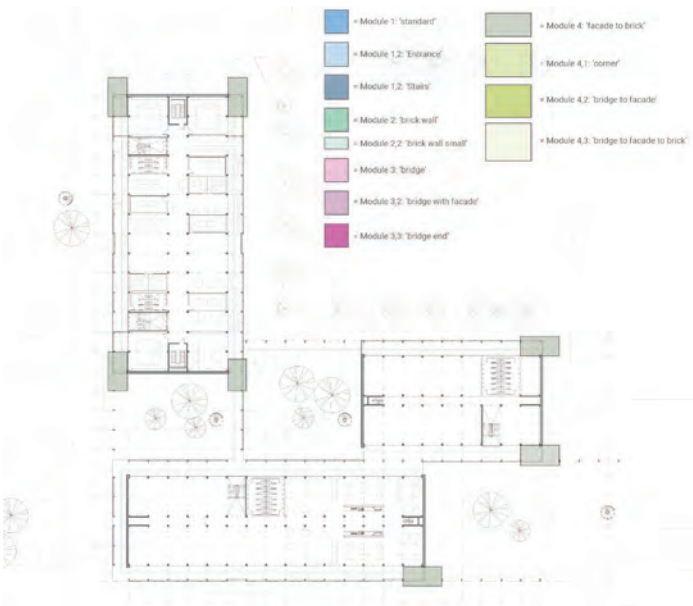 = Module 1: 'standard'
= Module 1,2: 'Entrance'
= Module 1,2: 'Stairs'
= Module 2: 'brick wall'
= Module 2,2: 'brick wall small'
= Module 3: 'bridge'
= Module 3,2: 'bridge with facade'
= Module 3,3: 'bridge end'
= Module 4: 'facade to brick'
= Module 4,1: 'corner'
= Module 4,2: 'bridge to facade'
= Module 4,3: 'bridge to facade to brick'